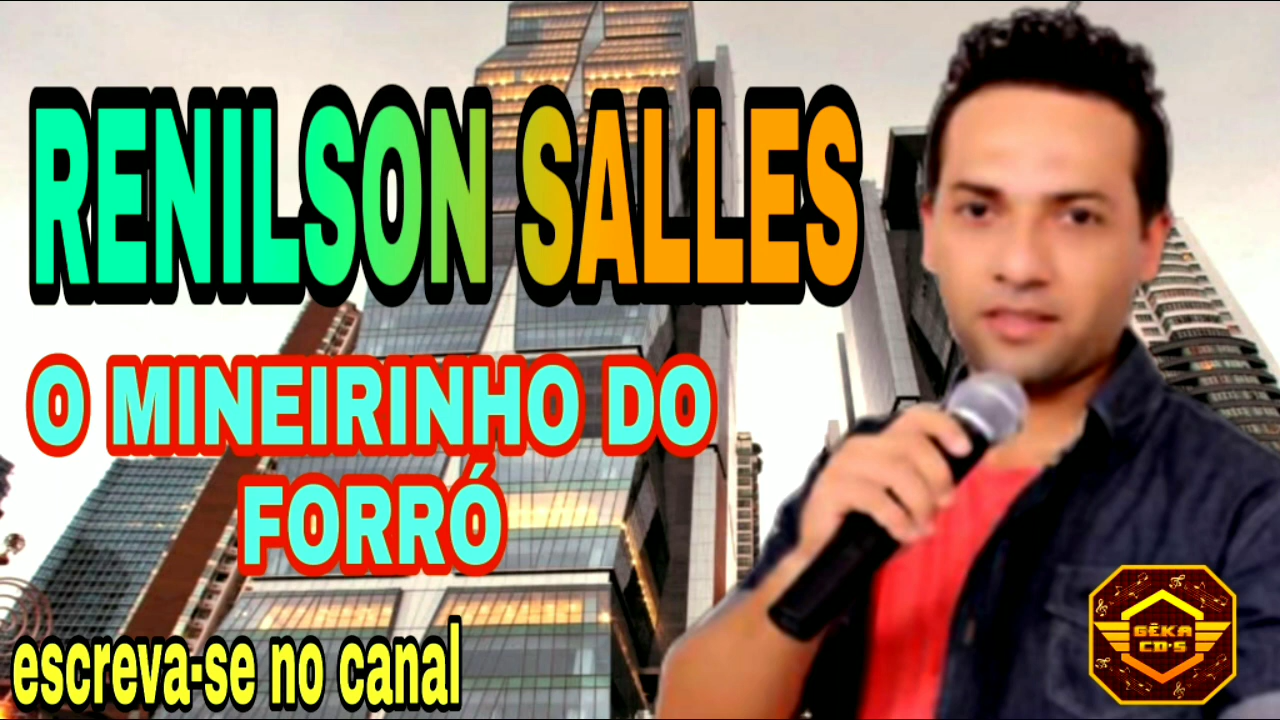 RENILSON SALLES
O MINEIRINHO DO
FORRÓ
escreva-se no canal
GÊKA
CD'S